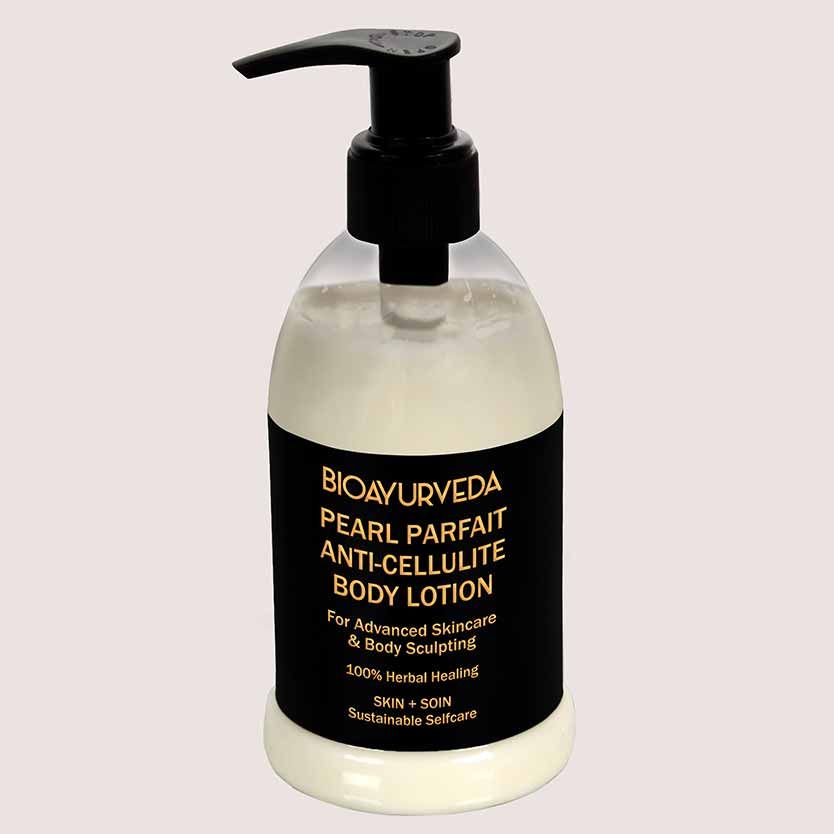 BIOAYURVEDA
PEARL PARFAIT
ANTI-CELLULITE
BODY LOTION
For Advanced Skincare
& Body Sculpting
100% Herbal Healing
SKIN + SOIN
Sustainable Selfcare